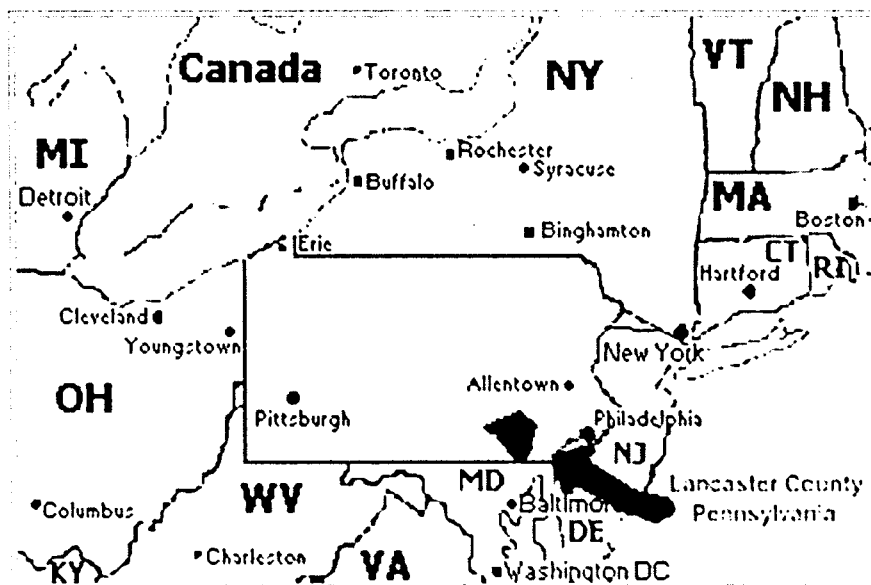 Canada
Toronto
NY
VT
NH
MI
Rochester
Syracuse
Buffalo
Detroit
MA
Boston
Binghamton
Erie
CT
RI
Hartford
Cleveland
Youngstown
New York
OH
Allentown
Pittsburgh
Philadelphia
NJ
MD
WV
Lancaster County
Pennsylvania
Columbus
Baltimor
DE
KY
Charleston
VA
Washington DC